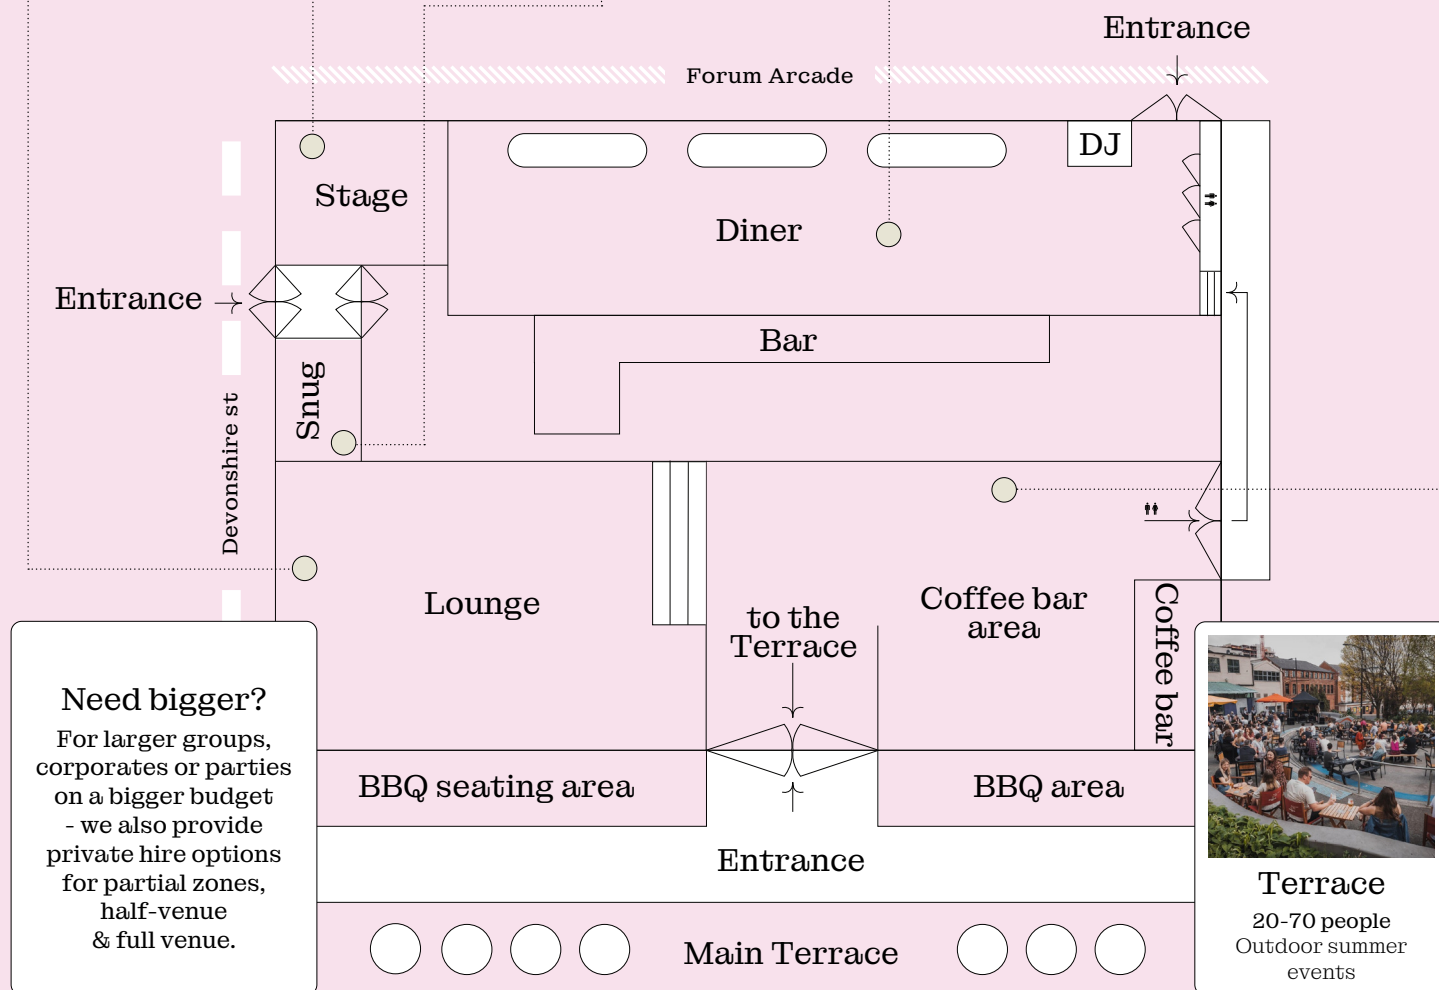 Entrance
Forum Arcade
DJ
Stage
Diner
Entrance
Bar
Snug
Devonshire st
Lounge
Coffee bar
area
to the
Terrace
Coffee bar
Need bigger?
For larger groups,
corporates or parties
on a bigger budget
- we also provide
private hire options
for partial zones,
half-venue
& full venue.
BBQ seating area
BBQ area
Entrance
Main Terrace
Terrace
20-70 people
Outdoor summer
events